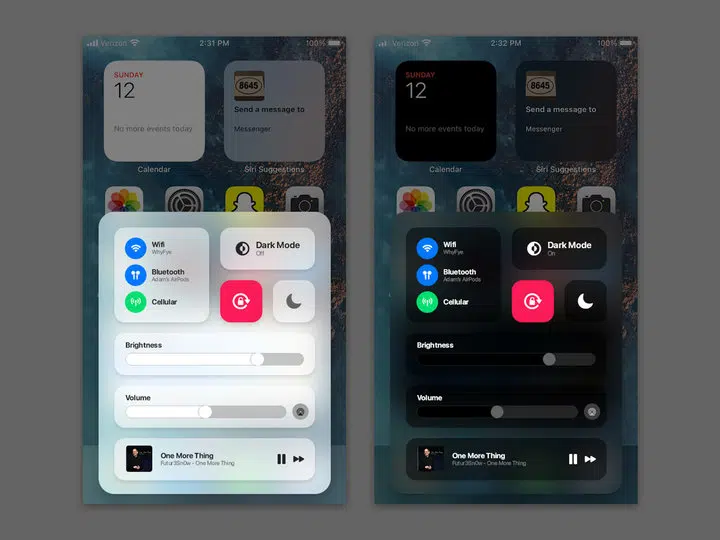 Verizon
2:31 PM
100%
SUNDAY
12
No more events today
Calendar
8645
Send a message to
Messenger
Siri Suggestions
Wifi
WhyFye
Bluetooth
Adam's AirPods
Cellular
Dark Mode
Off
Brightness
Volume
One More Thing
Futur3Sn0w - One More Thing
Verizon
2:32 PM
100%
SUNDAY
12
No more events today
Calendar
8645
Send a message to
Messenger
Siri Suggestions
Wifi
WhyFye
Bluetooth
Adam's AirPods
Cellular
Dark Mode
On
Brightness
Volume
One More Thing
Futur3Sn0w - One More Thing